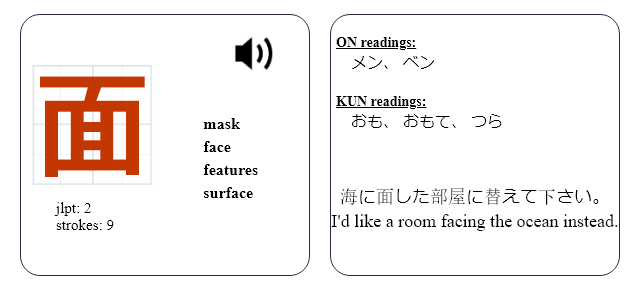 面
mask
face
features
surface
jlpt: 2
strokes: 9
ON readings:
メン、 ベン
KUN readings:
おも、 おもて、 つら
海に面した部屋に替えて下さい。
I'd like a room facing the ocean instead.